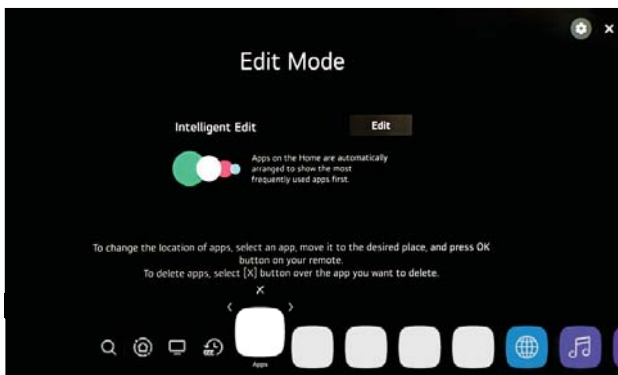 Edit Mode
Intelligent Edit
Edit
Apps on the Home are automatically
arranged to show the most
frequently used apps first.
To change the location of apps, select an app, move it to the desired place, and press OK
button on your remote.
To delete apps, select [X] button over the app you want to delete.
Apps